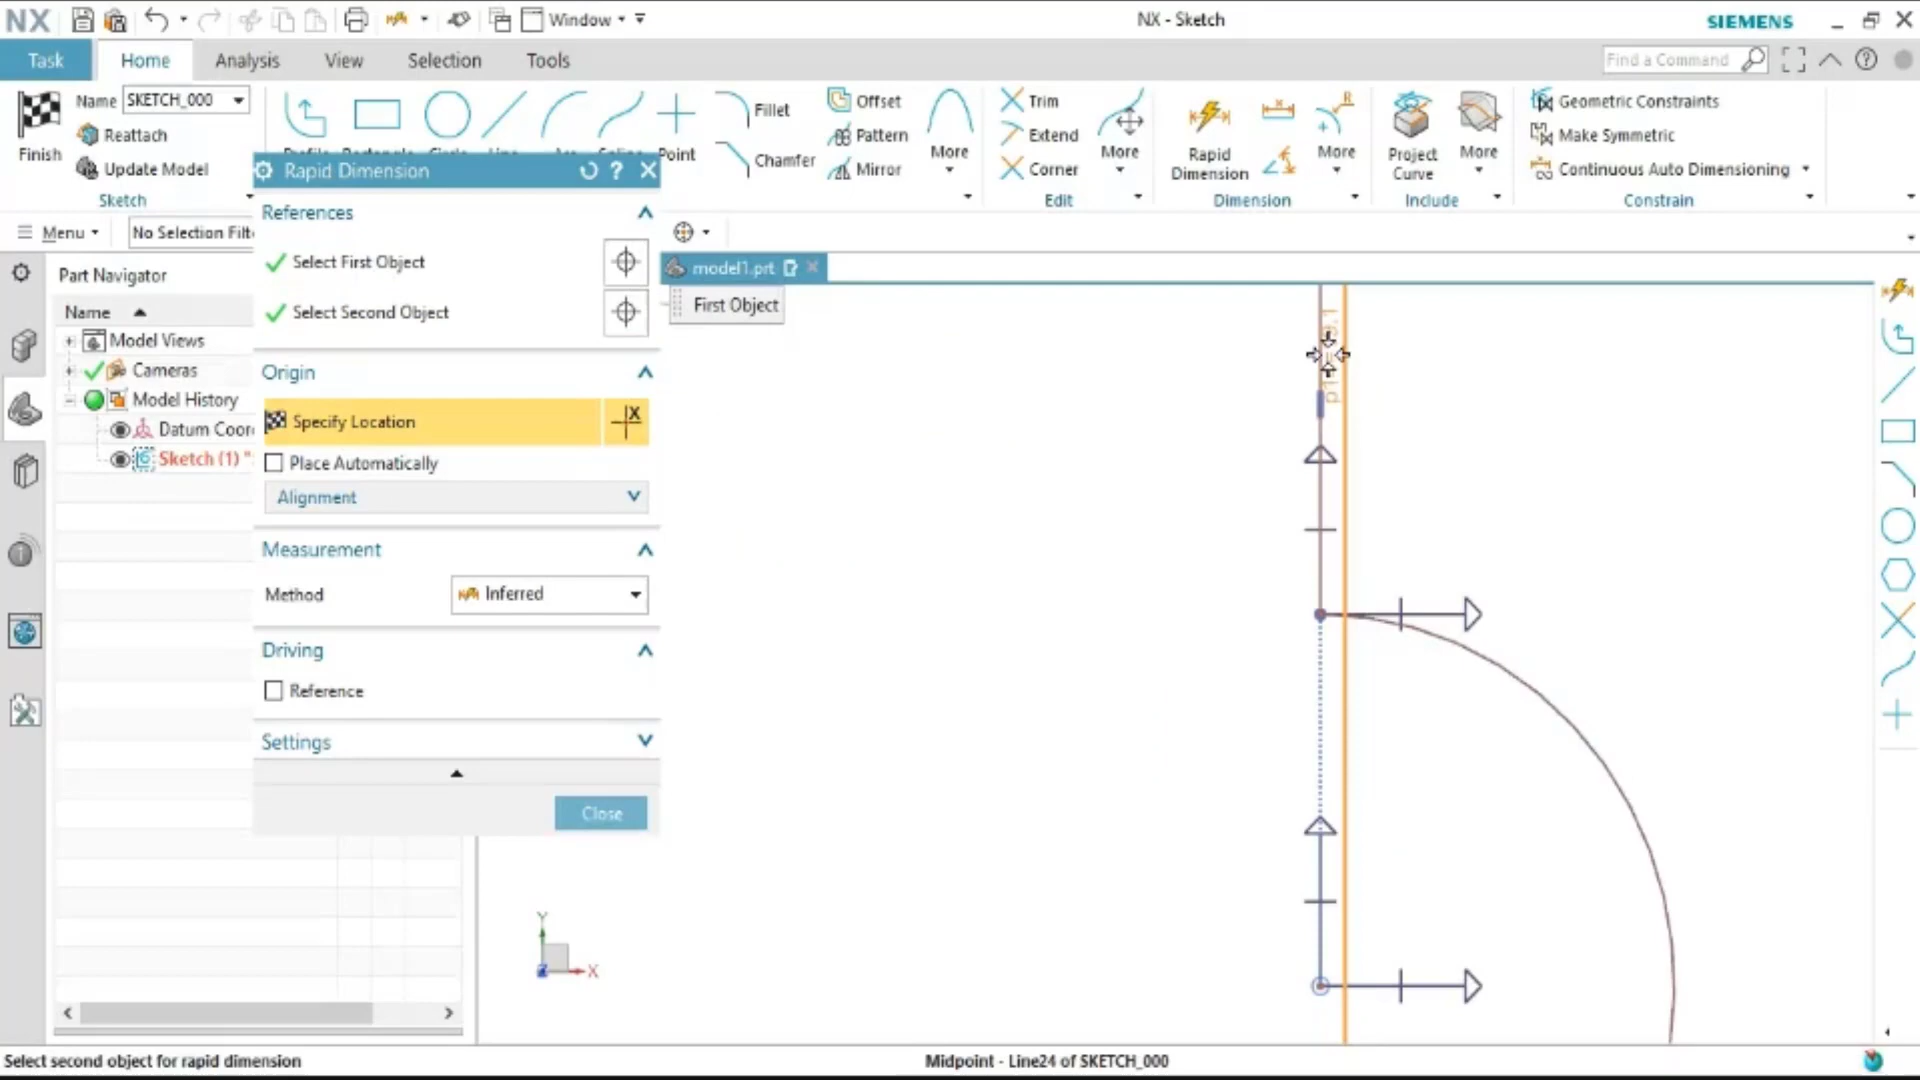 NX
Window
NX - Sketch
SIEMENS
Task
Home
Analysis
View
Selection
Tools
Find a Command
Finish
Name SKETCH_000
Reattach
Update Model
Sketch
Point
Fillet
Chamfer
Offset
Pattern
Mirror
More
Trim
Extend
Corner
More
Edit
Rapid Dimension
More
Dimension
Project Curve
More
Include
Geometric Constraints
Make Symmetric
Continuous Auto Dimensioning
Constrain
Menu
No Selection Filt
Part Navigator
Name
Model Views
Cameras
Model History
Datum Coor
Sketch (1) "
Rapid Dimension
References
Select First Object
Select Second Object
Origin
Specify Location
Place Automatically
Alignment
Measurement
Method
Inferred
Driving
Reference
Settings
Close
model1.prt
First Object
Y
X
Select second object for rapid dimension
Midpoint - Line24 of SKETCH_000